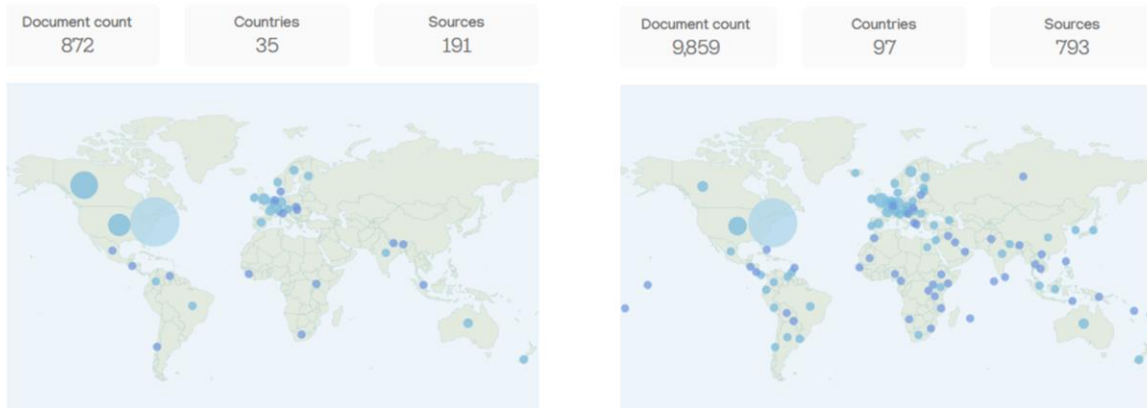 Document count
872
Countries
35
Sources
191
Document count
9,859
Countries
97
Sources
793